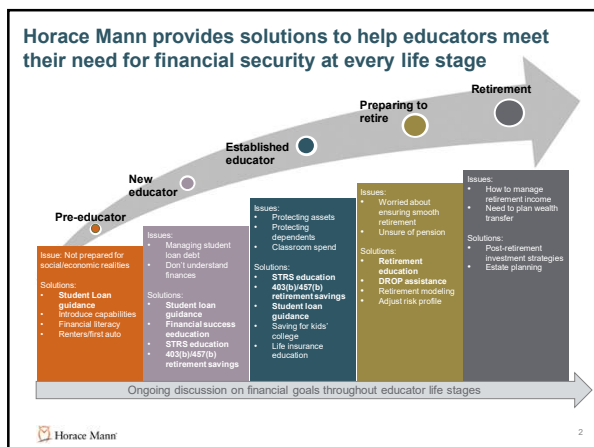 Horace Mann provides solutions to help educators meet
their need for financial security at every life stage
Retirement
Preparing to
retire
Established
educator
New
educator
Pre-educator
Issue: Not prepared for
social/economic realities
Solutions:
• Student Loan
guidance
• Introduce capabilities
• Financial literacy
• Renters/first auto
Issues:
• Managing student
loan debt
• Don't understand
finances
Solutions:
• Student loan
guidance
• Financial success
eeducation
• STRS education
• 403(b)/457(b)
retirement savings
Issues:
• Protecting assets
• Protecting
dependents
• Classroom spend
Solutions:
• STRS education
• 403(b)/457(b)
retirement savings
• Student loan
guidance
• Saving for kids'
college
• Life insurance
education
Issues:
• Worried about
ensuring smooth
retirement
• Unsure of pension
Solutions:
• Retirement
education
• DROP assistance
• Retirement modeling
• Adjust risk profile
Issues:
• How to manage
retirement income
• Need to plan wealth
transfer
Solutions:
• Post-retirement
investment strategies
• Estate planning
Ongoing discussion on financial goals throughout educator life stages
Horace Mann
2